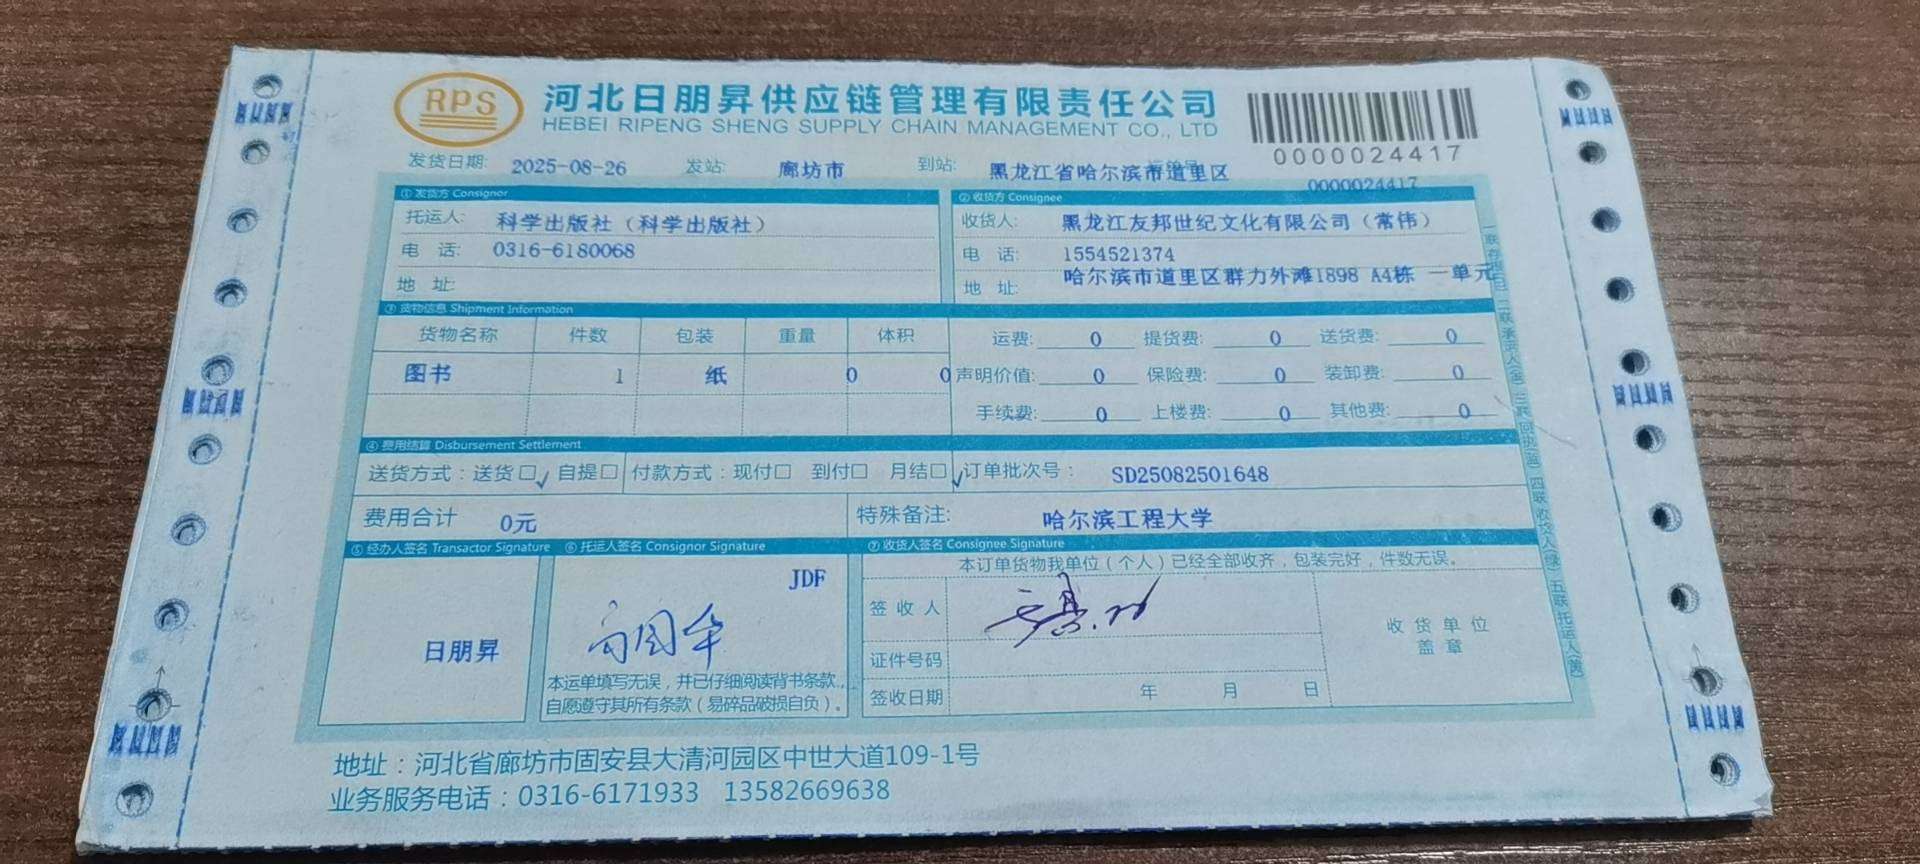 RPS
河北日朋昇供应链管理有限责任公司
HEBEI RIPENG SHENG SUPPLY CHAIN MANAGEMENT CO., LTD
0000024417
发货日期: 2025-08-26 发站: 廊坊市 到站: 黑龙江省哈尔滨市道里区 运单号
0000024417
①发货方 Consignor ②收货方 Consignee
托运人: 科学出版社（科学出版社） 收货人: 黑龙江友邦世纪文化有限公司（常伟）
电 话: 0316-6180068 电 话: 1554521374
地 址: 地 址: 哈尔滨市道里区群力外滩1898 A4栋 一单元
③货物信息 Shipment Information
货物名称 件数 包装 重量 体积 运费: 0 提货费: 0 送货费: 0
图书 1 纸 0 0 声明价值: 0 保险费: 0 装卸费: 0
手续费: 0 上楼费: 0 其他费: 0
④费用结算 Disbursement Settlement
送货方式：送货□√ 自提□ 付款方式：现付□ 到付□ 月结□√ 订单批次号： SD25082501648
费用合计 0元 特殊备注: 哈尔滨工程大学
⑤经办人签名 Transactor Signature ⑥托运人签名 Consignor Signature ⑦收货人签名 Consignee Signature
本订单货物我单位（个人）已经全部收齐，包装完好，件数无误。
JDF
签收人
收货单位
盖章
日朋昇
证件号码
本运单填写无误，并已仔细阅读背书条款，
自愿遵守其所有条款（易碎品破损自负）。
签收日期 年 月 日
地址：河北省廊坊市固安县大清河园区中世大道109-1号
业务服务电话：0316-6171933 13582669638